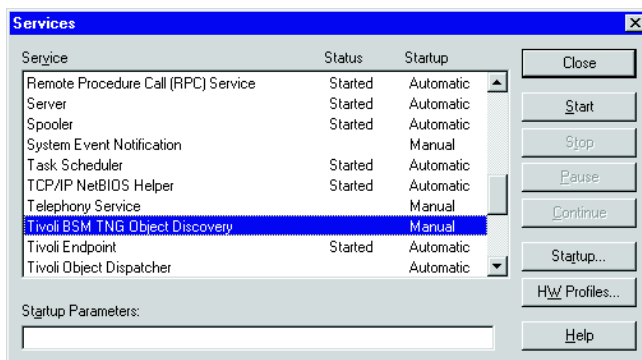 Services
Service Status Startup
Remote Procedure Call (RPC) Service Started Automatic
Server Started Automatic
Spooler Started Automatic
System Event Notification Manual
Task Scheduler Started Automatic
TCP/IP NetBIOS Helper Started Automatic
Telephony Service Manual
Tivoli BSM TNG Object Discovery Manual
Tivoli Endpoint Started Automatic
Tivoli Object Dispatcher Automatic
Startup Parameters:
Close
Start
Stop
Pause
Continue
Startup...
HW Profiles...
Help